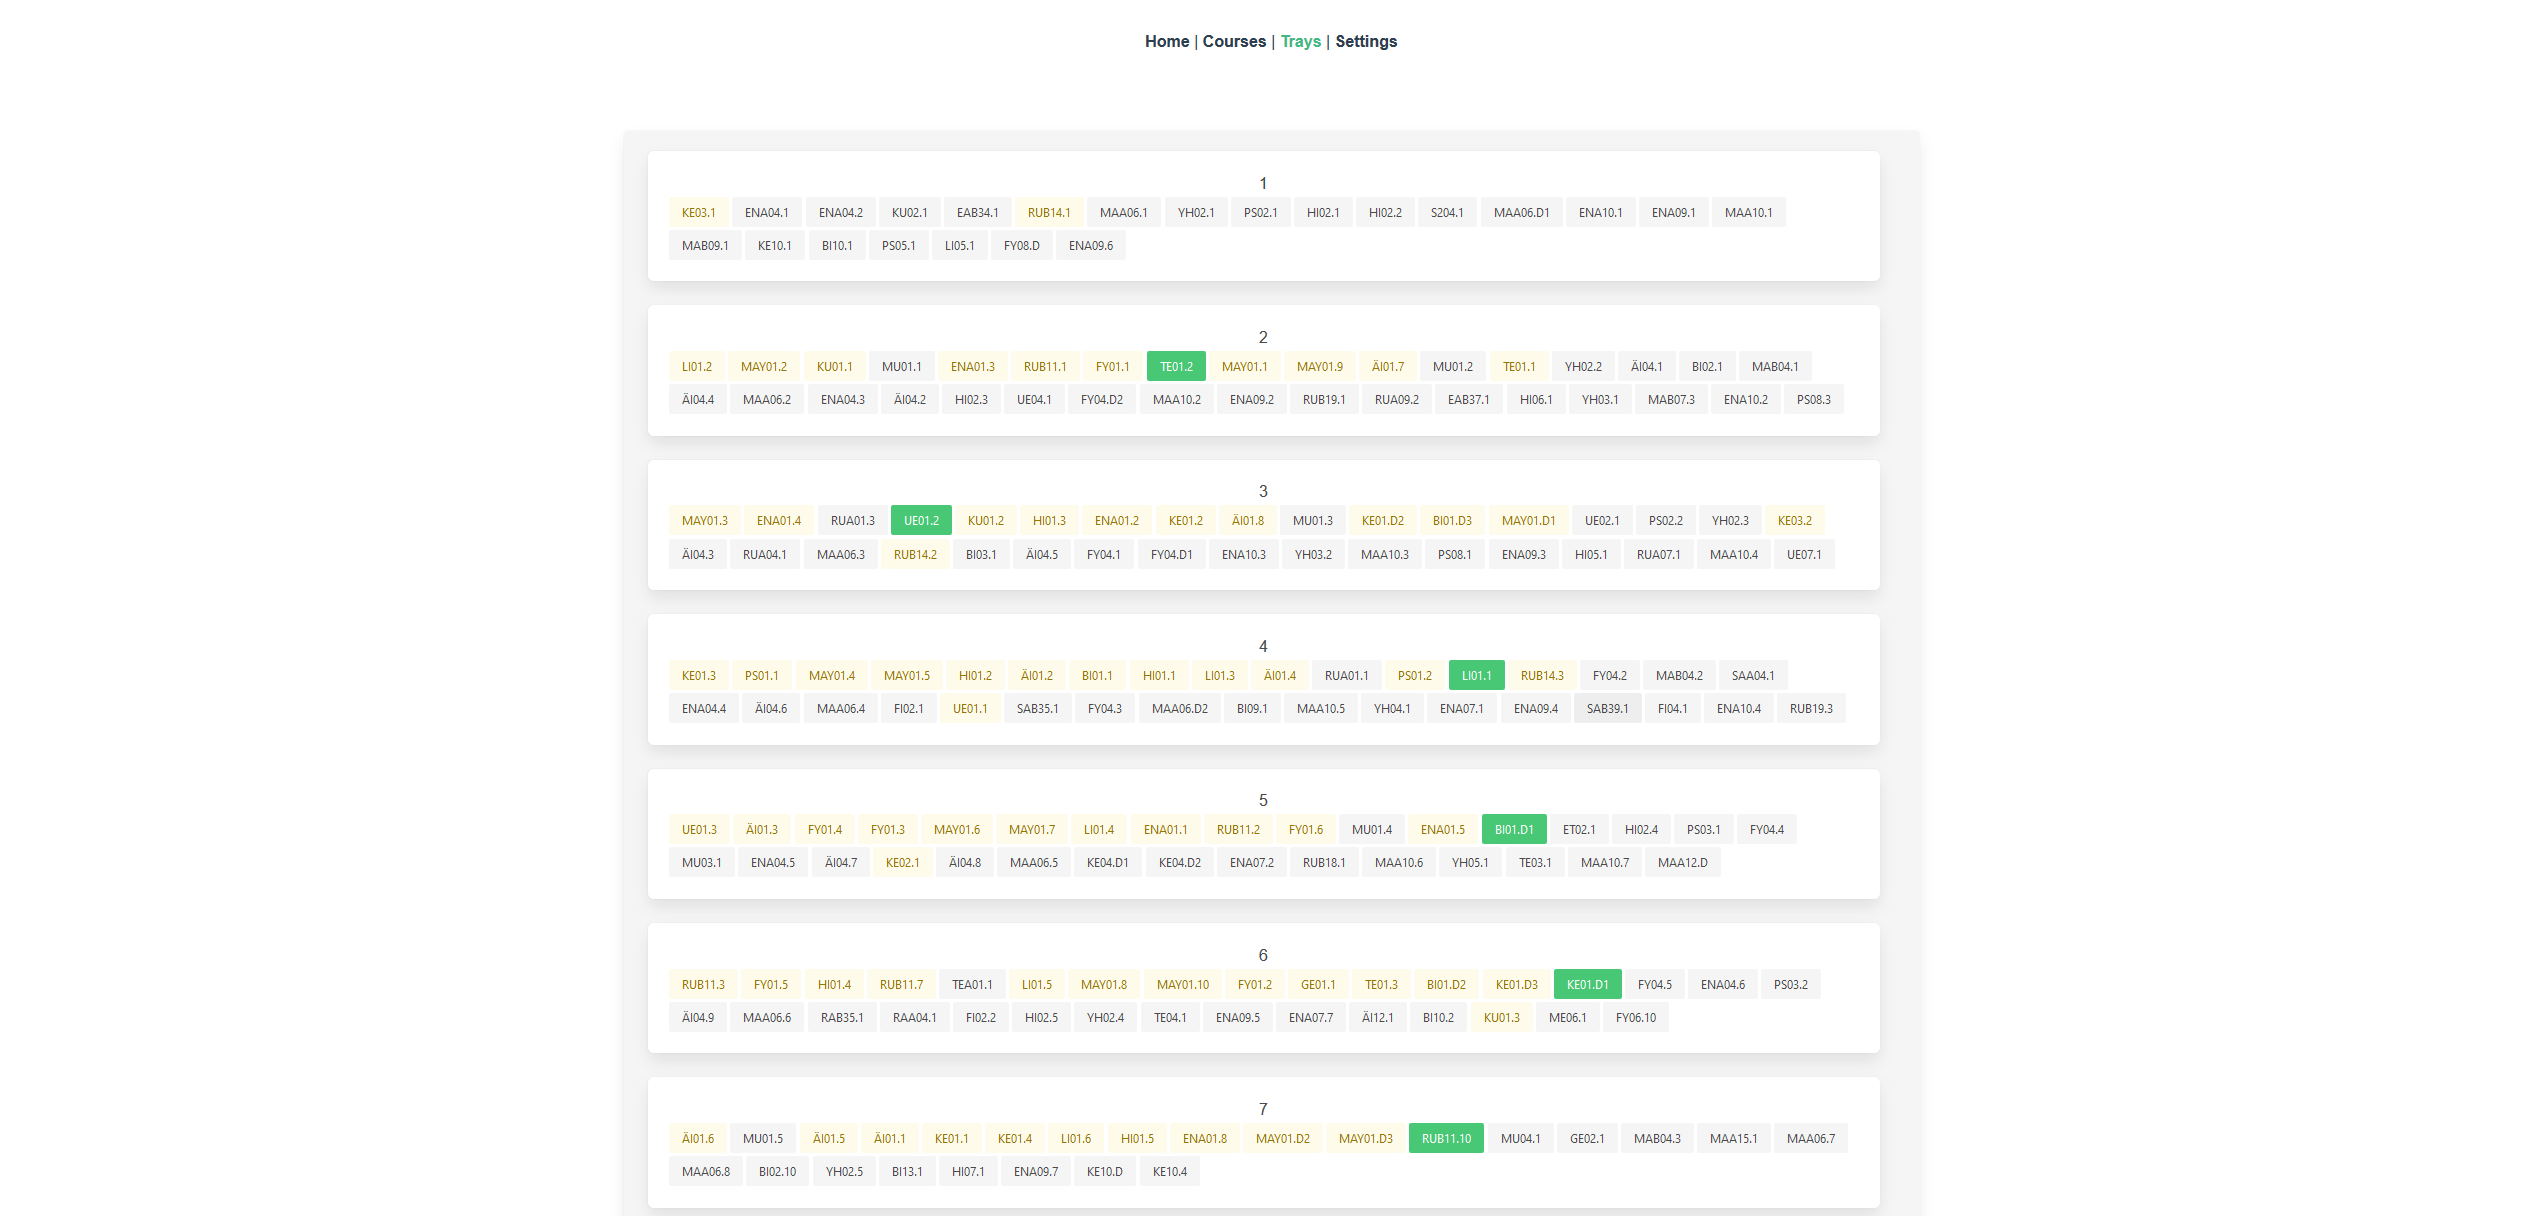 Home | Courses | Trays | Settings
1
KE03.1 ENA04.1 ENA04.2 KU02.1 EAB34.1 RUB14.1 MAA06.1 YH02.1 PS02.1 HI02.1 HI02.2 S204.1 MAA06.D1 ENA10.1 ENA09.1 MAA10.1
MAB09.1 KE10.1 BI10.1 PS05.1 LI05.1 FY08.D ENA09.6
2
LI01.2 MAY01.2 KU01.1 MU01.1 ENA01.3 RUB11.1 FY01.1 TE01.2 MAY01.1 MAY01.9 ÄI01.7 MU01.2 TE01.1 YH02.2 ÄI04.1 BI02.1 MAB04.1
ÄI04.4 MAA06.2 ENA04.3 ÄI04.2 HI02.3 UE04.1 FY04.D2 MAA10.2 ENA09.2 RUB19.1 RUA09.2 EAB37.1 HI06.1 YH03.1 MAB07.3 ENA10.2 PS08.3
3
MAY01.3 ENA01.4 RUA01.3 UE01.2 KU01.2 HI01.3 ENA01.2 KE01.2 ÄI01.8 MU01.3 KE01.D2 BI01.D3 MAY01.D1 UE02.1 PS02.2 YH02.3 KE03.2
ÄI04.3 RUA04.1 MAA06.3 RUB14.2 BI03.1 ÄI04.5 FY04.1 FY04.D1 ENA10.3 YH03.2 MAA10.3 PS08.1 ENA09.3 HI05.1 RUA07.1 MAA10.4 UE07.1
4
KE01.3 PS01.1 MAY01.4 MAY01.5 HI01.2 ÄI01.2 BI01.1 HI01.1 LI01.3 ÄI01.4 RUA01.1 PS01.2 LI01.1 RUB14.3 FY04.2 MAB04.2 SAA04.1
ENA04.4 ÄI04.6 MAA06.4 FI02.1 UE01.1 SAB35.1 FY04.3 MAA06.D2 BI09.1 MAA10.5 YH04.1 ENA07.1 ENA09.4 SAB39.1 FI04.1 ENA10.4 RUB19.3
5
UE01.3 ÄI01.3 FY01.4 FY01.3 MAY01.6 MAY01.7 LI01.4 ENA01.1 RUB11.2 FY01.6 MU01.4 ENA01.5 BI01.D1 ET02.1 HI02.4 PS03.1 FY04.4
MU03.1 ENA04.5 ÄI04.7 KE02.1 ÄI04.8 MAA06.5 KE04.D1 KE04.D2 ENA07.2 RUB18.1 MAA10.6 YH05.1 TE03.1 MAA10.7 MAA12.D
6
RUB11.3 FY01.5 HI01.4 RUB11.7 TEA01.1 LI01.5 MAY01.8 MAY01.10 FY01.2 GE01.1 TE01.3 BI01.D2 KE01.D3 KE01.D1 FY04.5 ENA04.6 PS03.2
ÄI04.9 MAA06.6 RAB35.1 RAA04.1 FI02.2 HI02.5 YH02.4 TE04.1 ENA09.5 ENA07.7 ÄI12.1 BI10.2 KU01.3 ME06.1 FY06.10
7
ÄI01.6 MU01.5 ÄI01.5 ÄI01.1 KE01.1 KE01.4 LI01.6 HI01.5 ENA01.8 MAY01.D2 MAY01.D3 RUB11.10 MU04.1 GE02.1 MAB04.3 MAA15.1 MAA06.7
MAA06.8 BI02.10 YH02.5 BI13.1 HI07.1 ENA09.7 KE10.D KE10.4